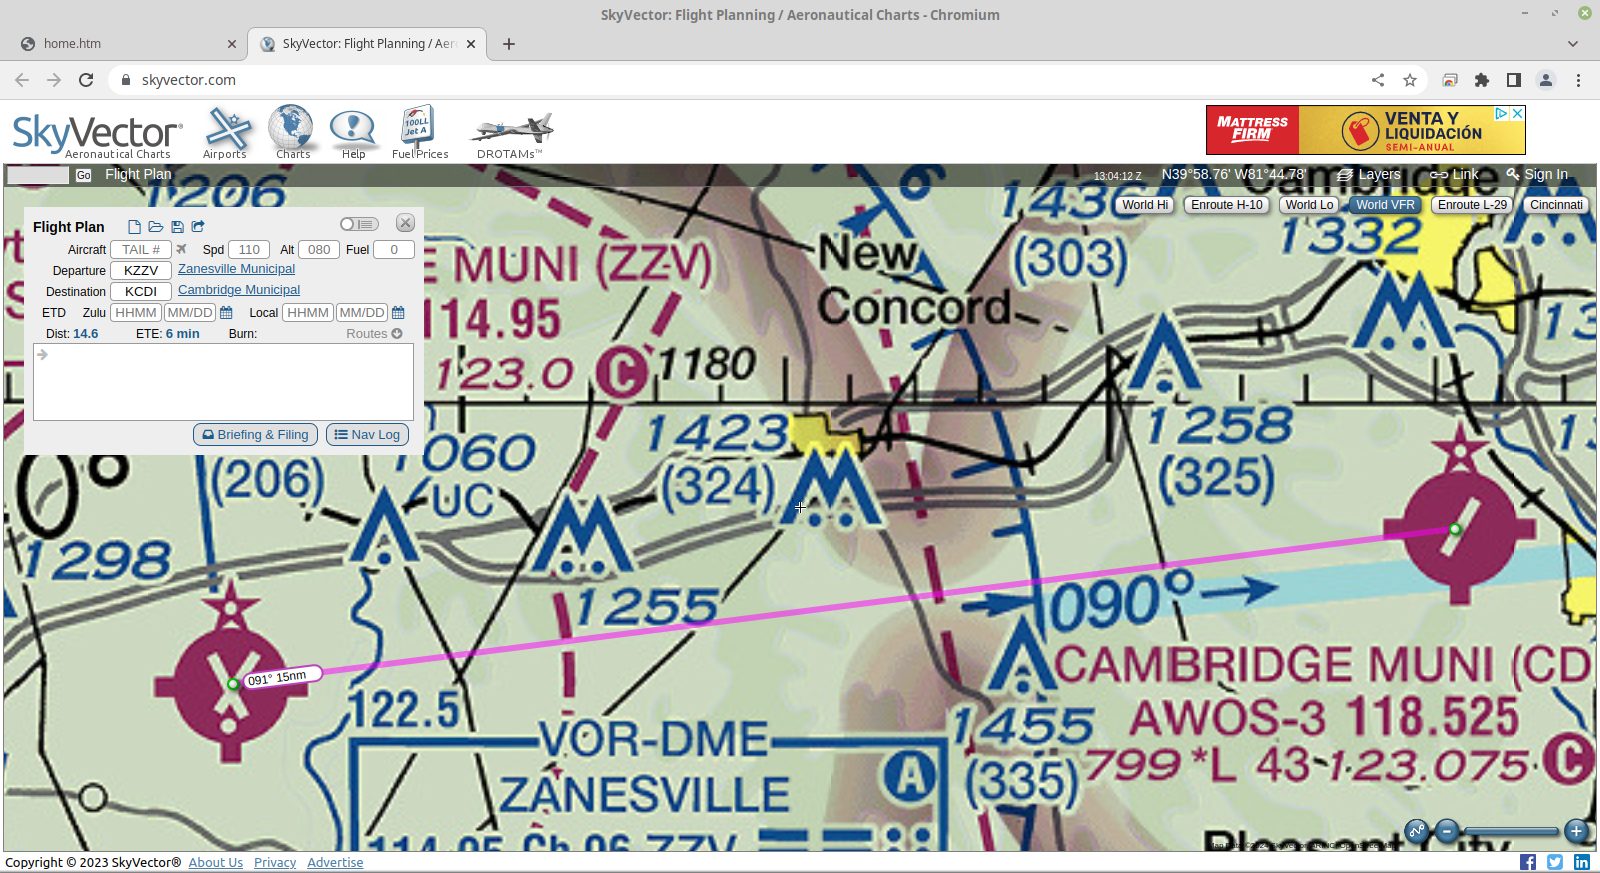 SkyVector: Flight Planning / Aeronautical Charts - Chromium
home.htm
SkyVector: Flight Planning / Aer
skyvector.com
SkyVector®
Aeronautical Charts
Airports
Charts
Help
100LL
Jet A
Fuel Prices
DROTAMs™
MATTRESS
FIRM
VENTA Y
LIQUIDACIÓN
SEMI-ANUAL
Go
Flight Plan
13:04:12 Z
N39°58.76' W81°44.78'
Layers
Link
Sign In
World Hi
Enroute H-10
World Lo
World VFR
Enroute L-29
Cincinnati
Flight Plan
Aircraft TAIL # Spd 110 Alt 080 Fuel 0
Departure KZZV Zanesville Municipal
Destination KCDI Cambridge Municipal
ETD Zulu HHMM MM/DD Local HHMM MM/DD
Dist: 14.6 ETE: 6 min Burn: Routes
Briefing & Filing
Nav Log
1206
1436
(303)
Cambridge
1332
New
Concord
E MUNI (ZZV)
114.95
123.0
C
1180
1423
(324)
1258
(325)
(206)
1060
UC
1298
1255
090°
091° 15nm
122.5
VOR-DME
ZANESVILLE
A
1455
(335)
CAMBRIDGE MUNI (CD
AWOS-3 118.525
799 *L 43 123.075 C
114.95 Ch 96 ZZV
Pleasant City
Copyright © 2023 SkyVector® About Us Privacy Advertise